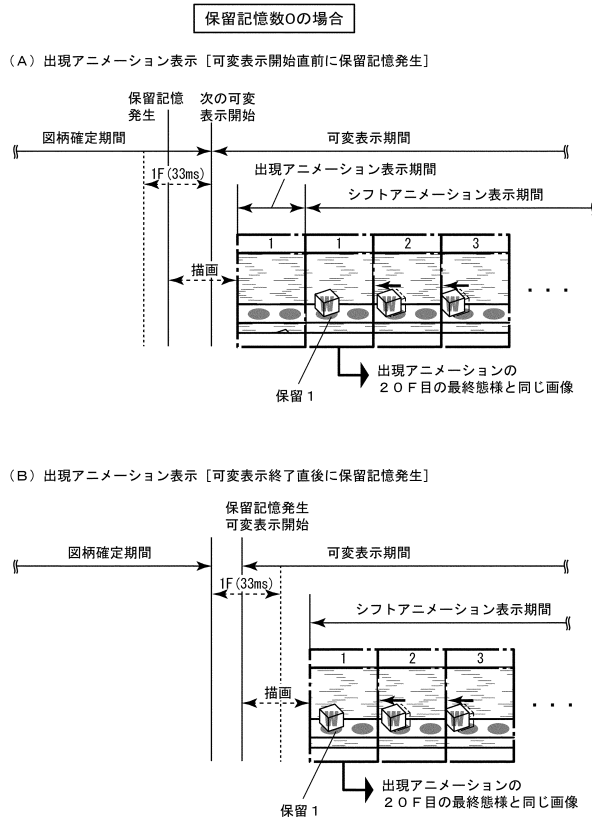 保留記憶数0の場合
(A)出現アニメーション表示[可変表示開始直前に保留記憶発生]
保留記憶
発生
次の可変
表示開始
図柄確定期間
可変表示期間
1F(33ms)
出現アニメーション表示期間
シフトアニメーション表示期間
1
1
2
3
描画
W
W
W
・・・
保留1
出現アニメーションの
20F目の最終態様と同じ画像
(B)出現アニメーション表示[可変表示終了直後に保留記憶発生]
保留記憶発生
可変表示開始
図柄確定期間
可変表示期間
1F(33ms)
シフトアニメーション表示期間
1
2
3
描画
W
W
W
・・・
保留1
出現アニメーションの
20F目の最終態様と同じ画像